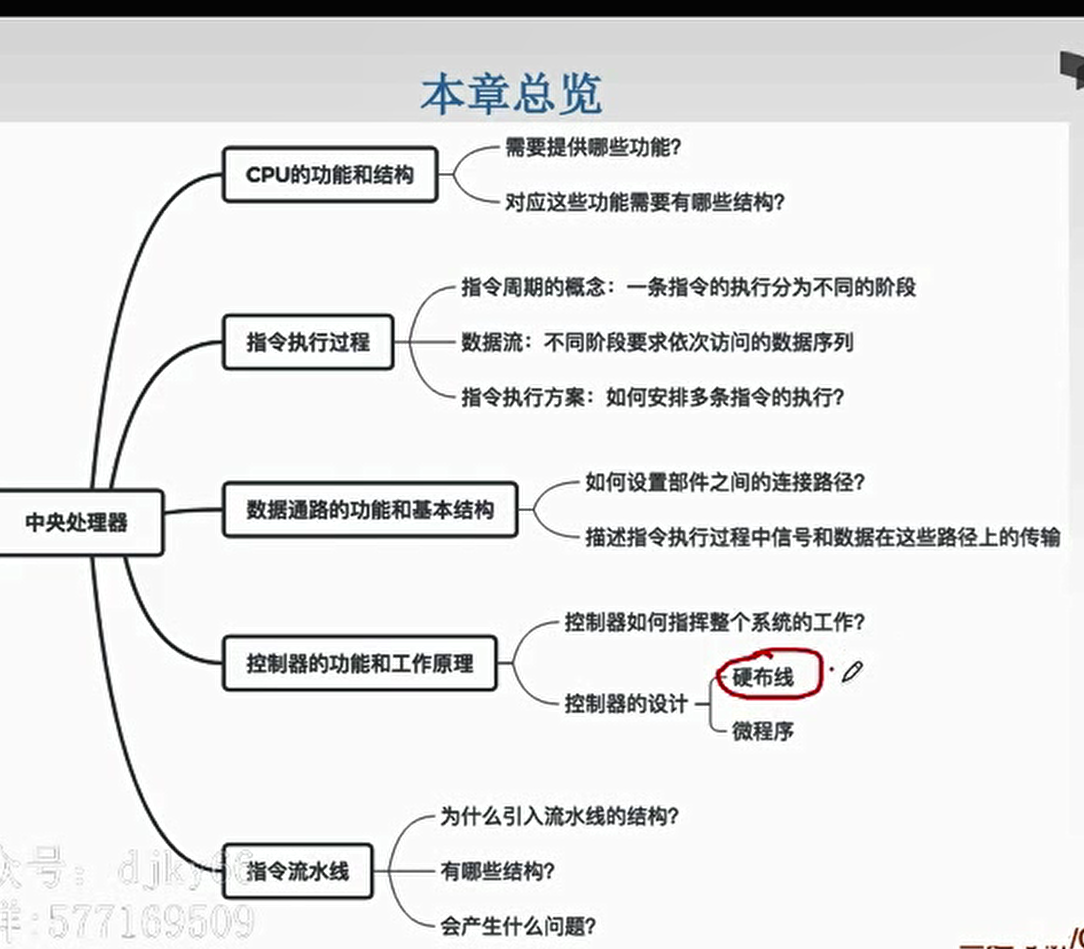 本章总览
CPU的功能和结构
需要提供哪些功能?
对应这些功能需要有哪些结构?
指令执行过程
指令周期的概念：一条指令的执行分为不同的阶段
数据流：不同阶段要求依次访问的数据序列
指令执行方案：如何安排多条指令的执行?
中央处理器
数据通路的功能和基本结构
如何设置部件之间的连接路径?
描述指令执行过程中信号和数据在这些路径上的传输
控制器的功能和工作原理
控制器如何指挥整个系统的工作?
控制器的设计
硬布线
微程序
指令流水线
为什么引入流水线的结构?
有哪些结构?
会产生什么问题?
众号: djky66
群:577169509